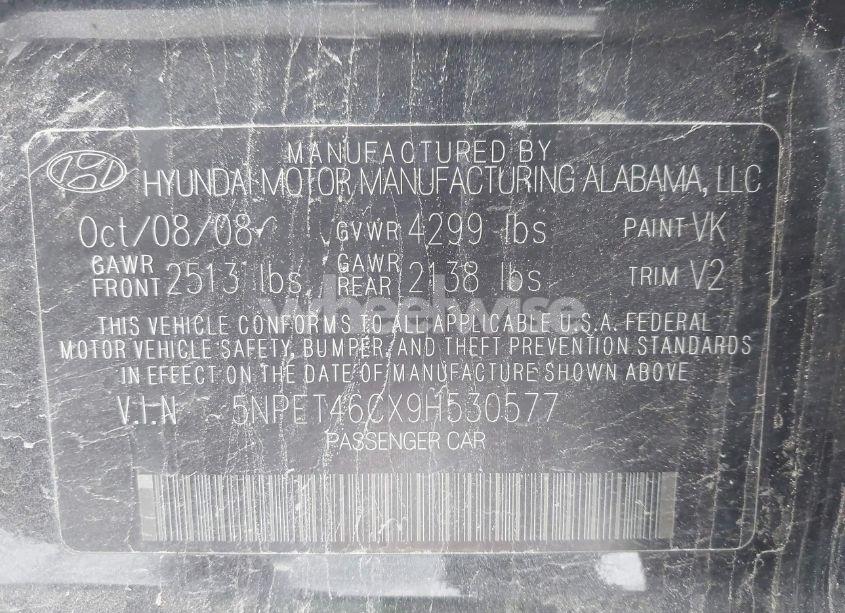 MANUFACTURED BY
HYUNDAI MOTOR MANUFACTURING ALABAMA, LLC
Oct/08/08 GVWR 4299 lbs PAINT VK
GAWR FRONT 2513 lbs GAWR REAR 2138 lbs TRIM V2
wheelwise
THIS VEHICLE CONFORMS TO ALL APPLICABLE U.S.A. FEDERAL
MOTOR VEHICLE SAFETY, BUMPER, AND THEFT PREVENTION STANDARDS
IN EFFECT ON THE DATE OF MANUFACTURE SHOWN ABOVE.
V.I.N 5NPET46CX9H530577
PASSENGER CAR